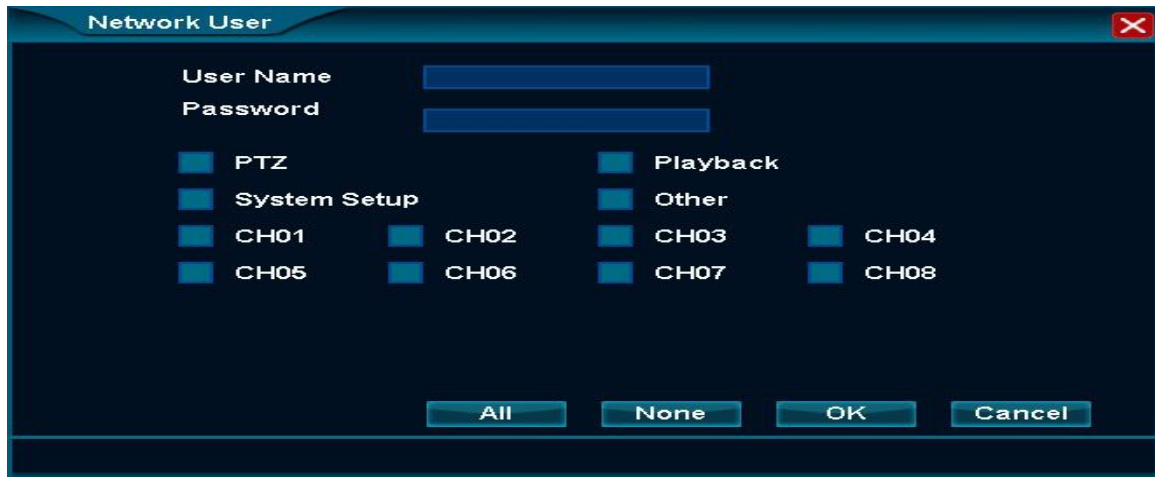 Network User
User Name
Password
PTZ Playback
System Setup Other
CH01 CH02 CH03 CH04
CH05 CH06 CH07 CH08
All None OK Cancel